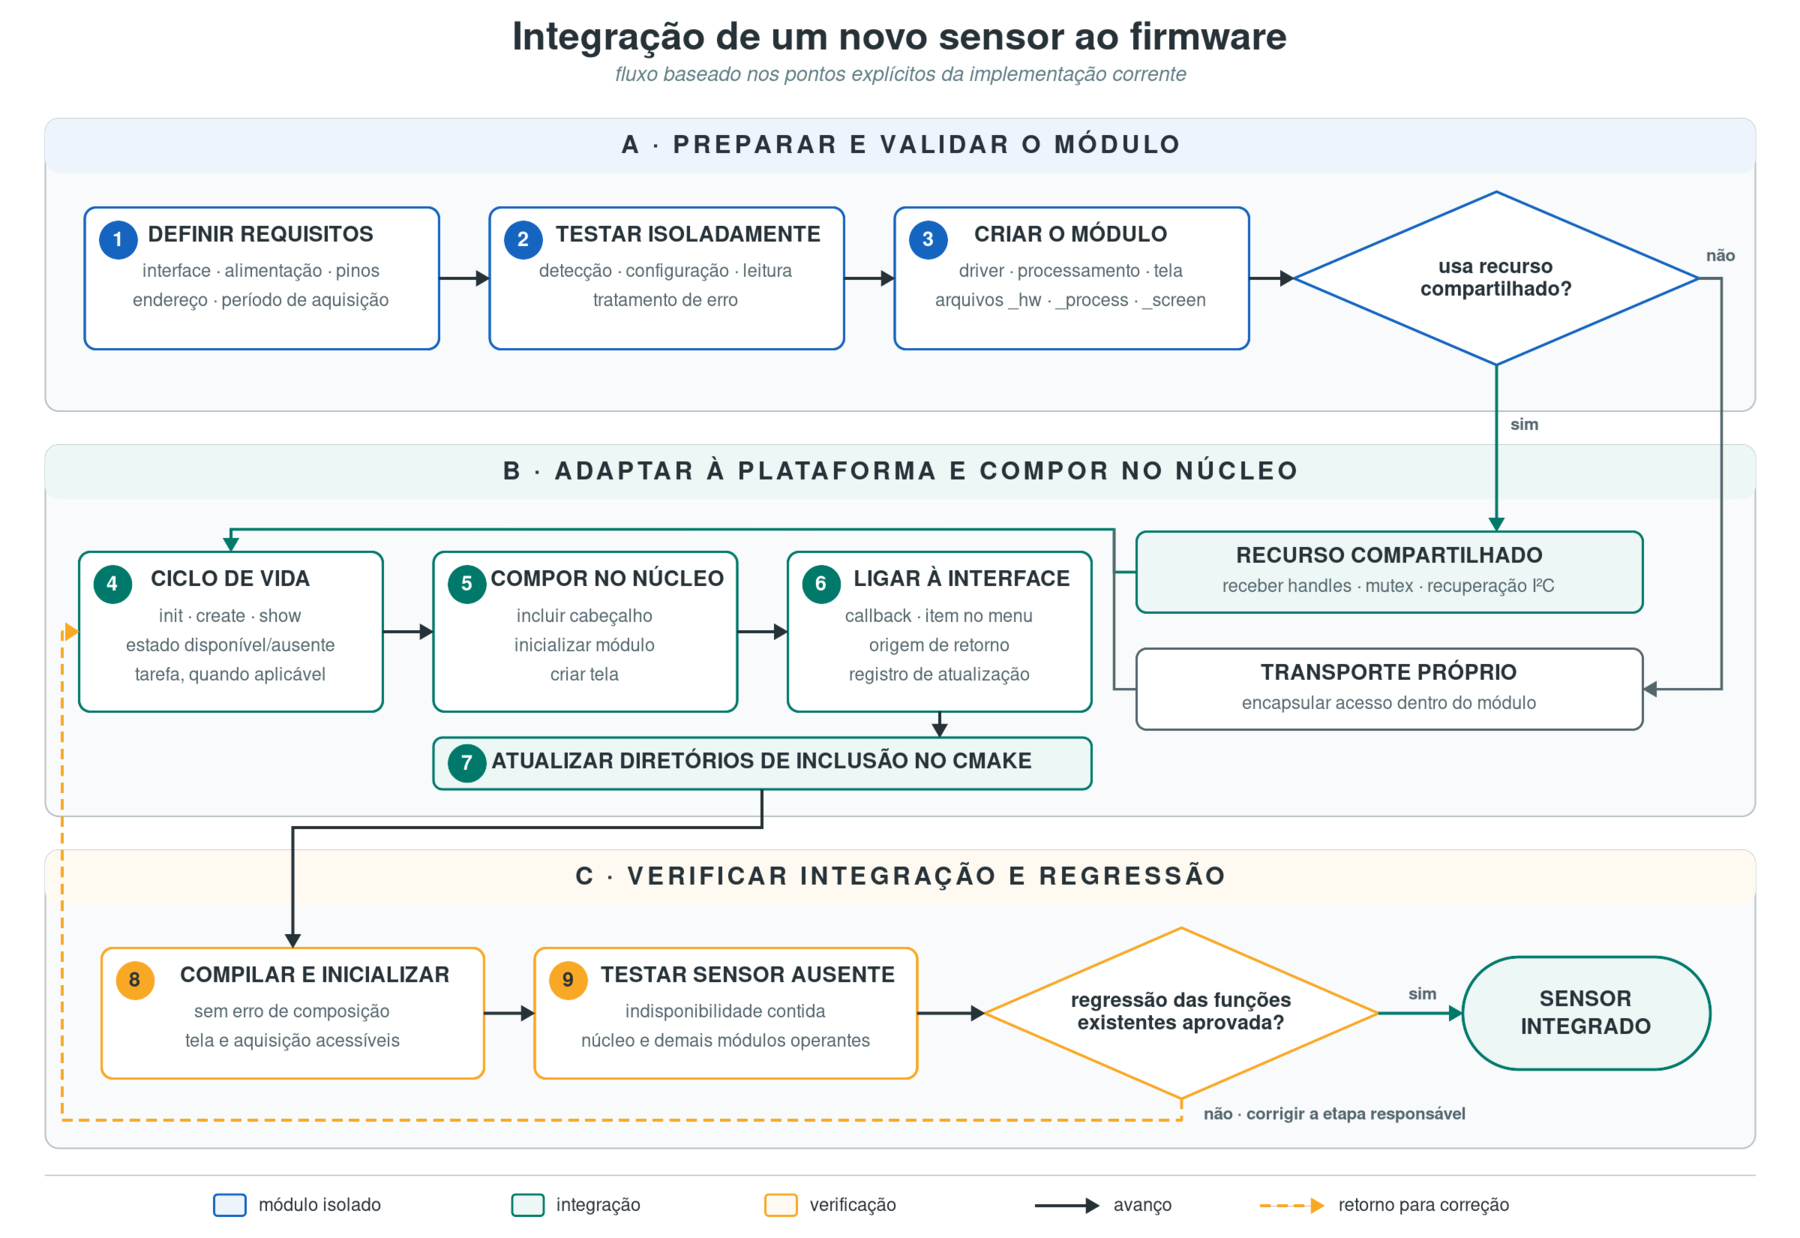 Integração de um novo sensor ao firmware
fluxo baseado nos pontos explícitos da implementação corrente
A · PREPARAR E VALIDAR O MÓDULO
1 DEFINIR REQUISITOS
interface · alimentação · pinos
endereço · período de aquisição
2 TESTAR ISOLADAMENTE
detecção · configuração · leitura
tratamento de erro
3 CRIAR O MÓDULO
driver · processamento · tela
arquivos _hw · _process · _screen
usa recurso
compartilhado?
não
sim
B · ADAPTAR À PLATAFORMA E COMPOR NO NÚCLEO
4 CICLO DE VIDA
init · create · show
estado disponível/ausente
tarefa, quando aplicável
5 COMPOR NO NÚCLEO
incluir cabeçalho
inicializar módulo
criar tela
6 LIGAR À INTERFACE
callback · item no menu
origem de retorno
registro de atualização
RECURSO COMPARTILHADO
receber handles · mutex · recuperação I²C
TRANSPORTE PRÓPRIO
encapsular acesso dentro do módulo
7 ATUALIZAR DIRETÓRIOS DE INCLUSÃO NO CMAKE
C · VERIFICAR INTEGRAÇÃO E REGRESSÃO
8 COMPILAR E INICIALIZAR
sem erro de composição
tela e aquisição acessíveis
9 TESTAR SENSOR AUSENTE
indisponibilidade contida
núcleo e demais módulos operantes
regressão das funções
existentes aprovada?
sim
SENSOR
INTEGRADO
não · corrigir a etapa responsável
módulo isolado
integração
verificação
avanço
retorno para correção